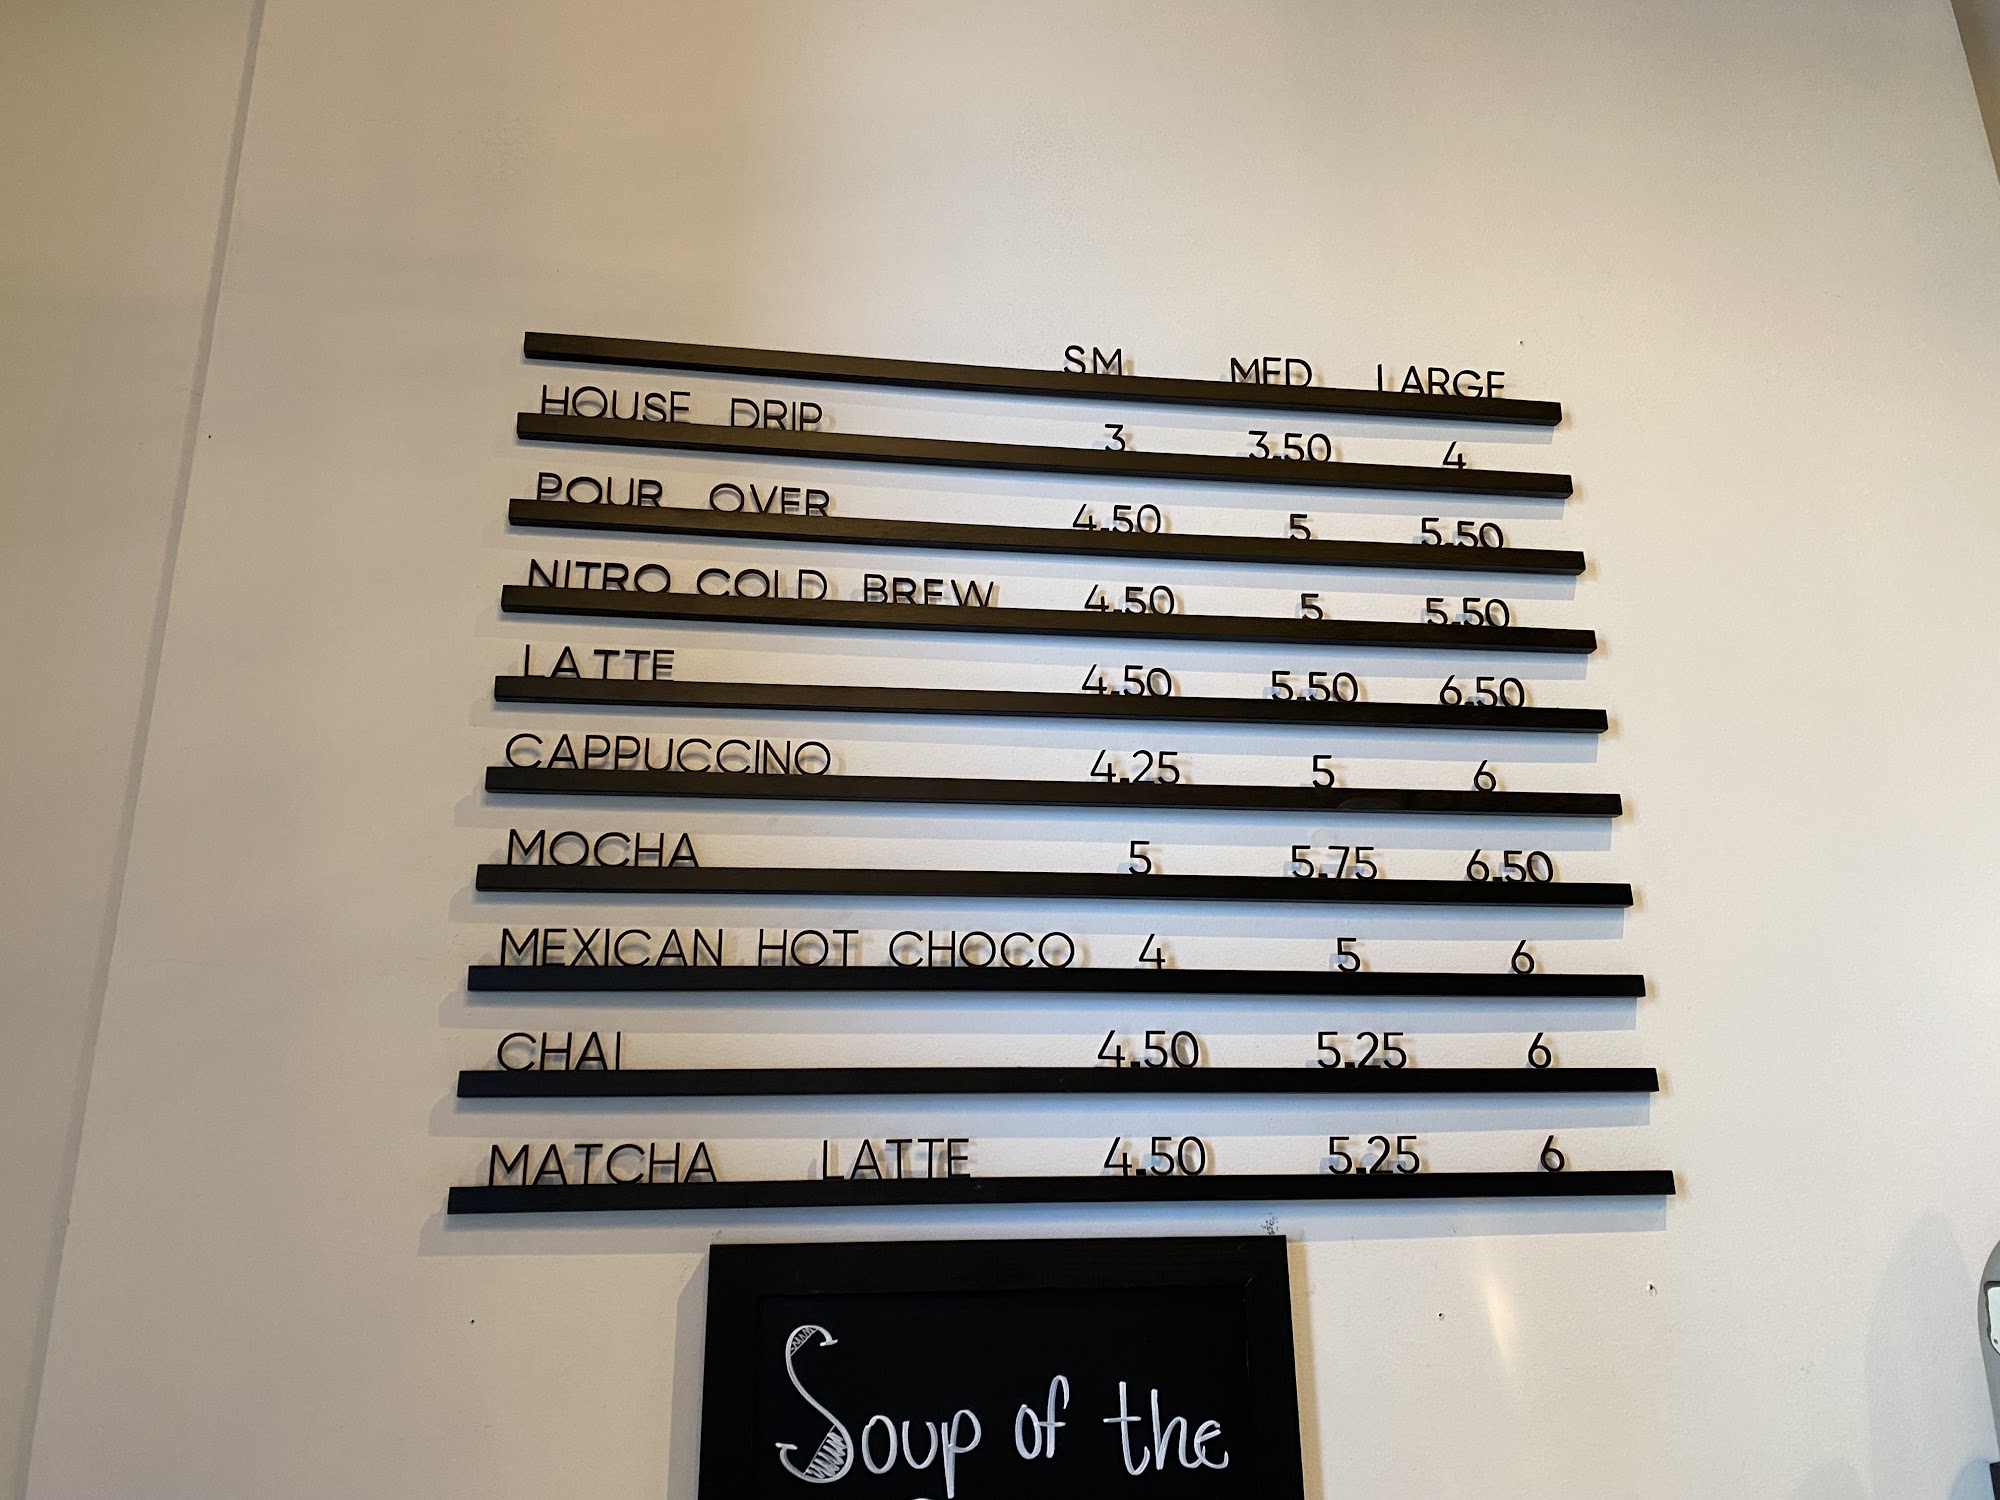 SM MED LARGE
HOUSE DRIP 3 3.50 4
POUR OVER 4.50 5 5.50
NITRO COLD BREW 4.50 5 5.50
LATTE 4.50 5.50 6.50
CAPPUCCINO 4.25 5 6
MOCHA 5 5.75 6.50
MEXICAN HOT CHOCO 4 5 6
CHAI 4.50 5.25 6
MATCHA LATTE 4.50 5.25 6
Soup of the